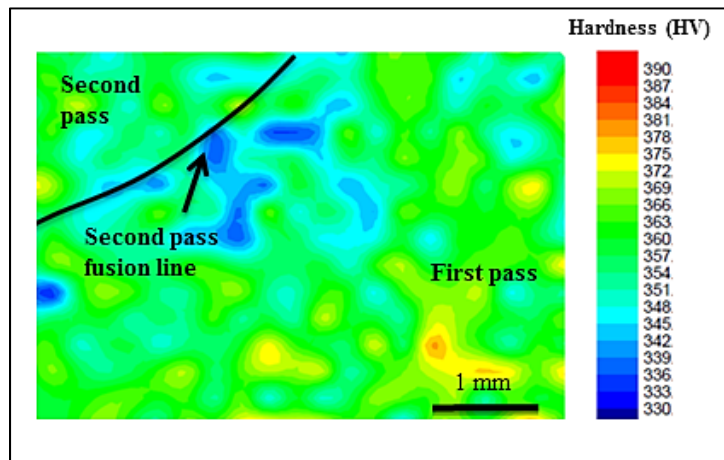 Hardness (HV)
Second
pass
Second pass
fusion line
First pass
1 mm
390.
387.
384.
378.
375.
372.
369.
366.
363.
360.
357.
354.
351.
348.
345.
342.
339.
336.
333.
330.